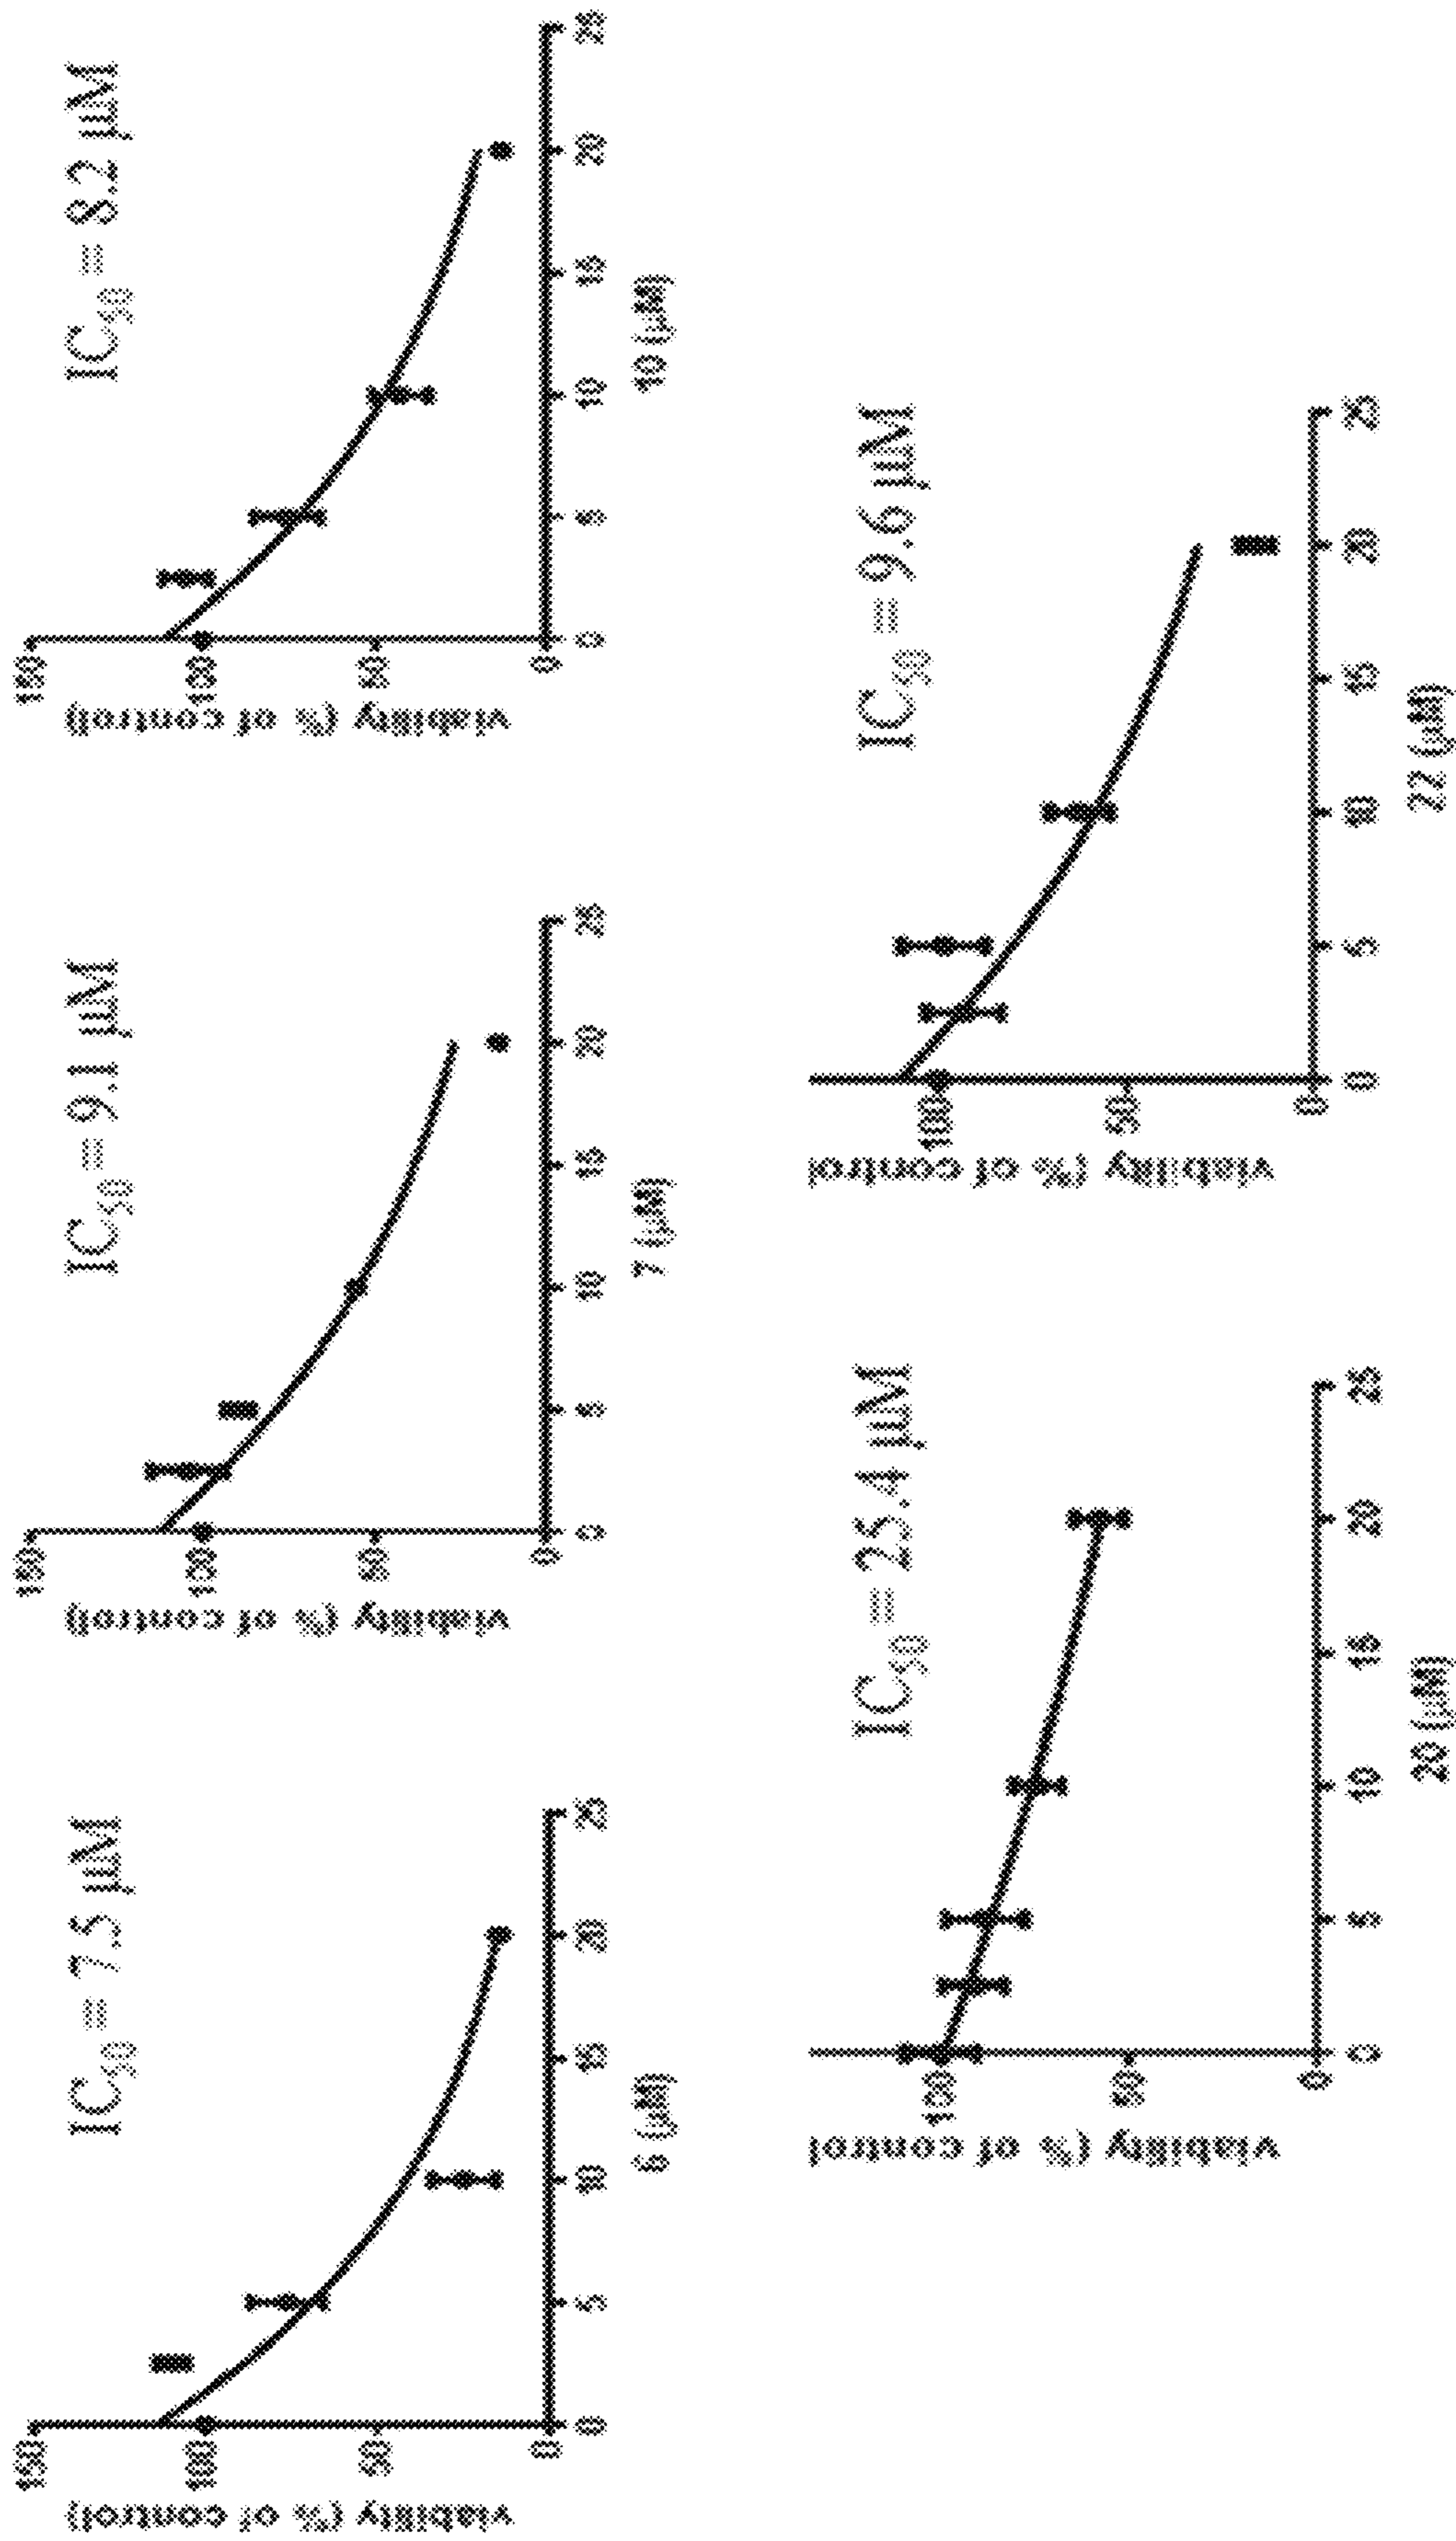 IC50 = 7.5 µM
viability (% of control)
150
100
50
0
0 5 10 15 20 25
6 (µM)
IC50 = 9.1 µM
viability (% of control)
150
100
50
0
0 5 10 15 20 25
7 (µM)
IC50 = 8.2 µM
viability (% of control)
150
100
50
0
0 5 10 15 20 25
10 (µM)
IC50 = 25.4 µM
viability (% of control
100
50
0
0 5 10 15 20 25
20 (µM)
IC50 = 9.6 µM
viability (% of control
100
50
0
0 5 10 15 20 25
22 (µM)